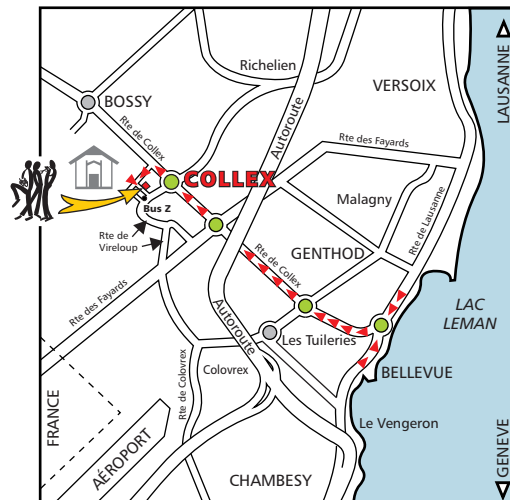 LAUSANNE
Richelien
VERSOIX
BOSSY
Autoroute
Rte de Collex
Rte des Fayards
COLLEX
Malagny
Bus Z
Rte de Lausanne
Rte de
Vireloup
Rte de Collex
GENTHOD
Rte des Fayards
LAC
LEMAN
Autoroute
Les Tuileries
Colovrex
BELLEVUE
Rte de Colovrex
FRANCE
Le Vengeron
AÉROPORT
GENEVE
CHAMBESY